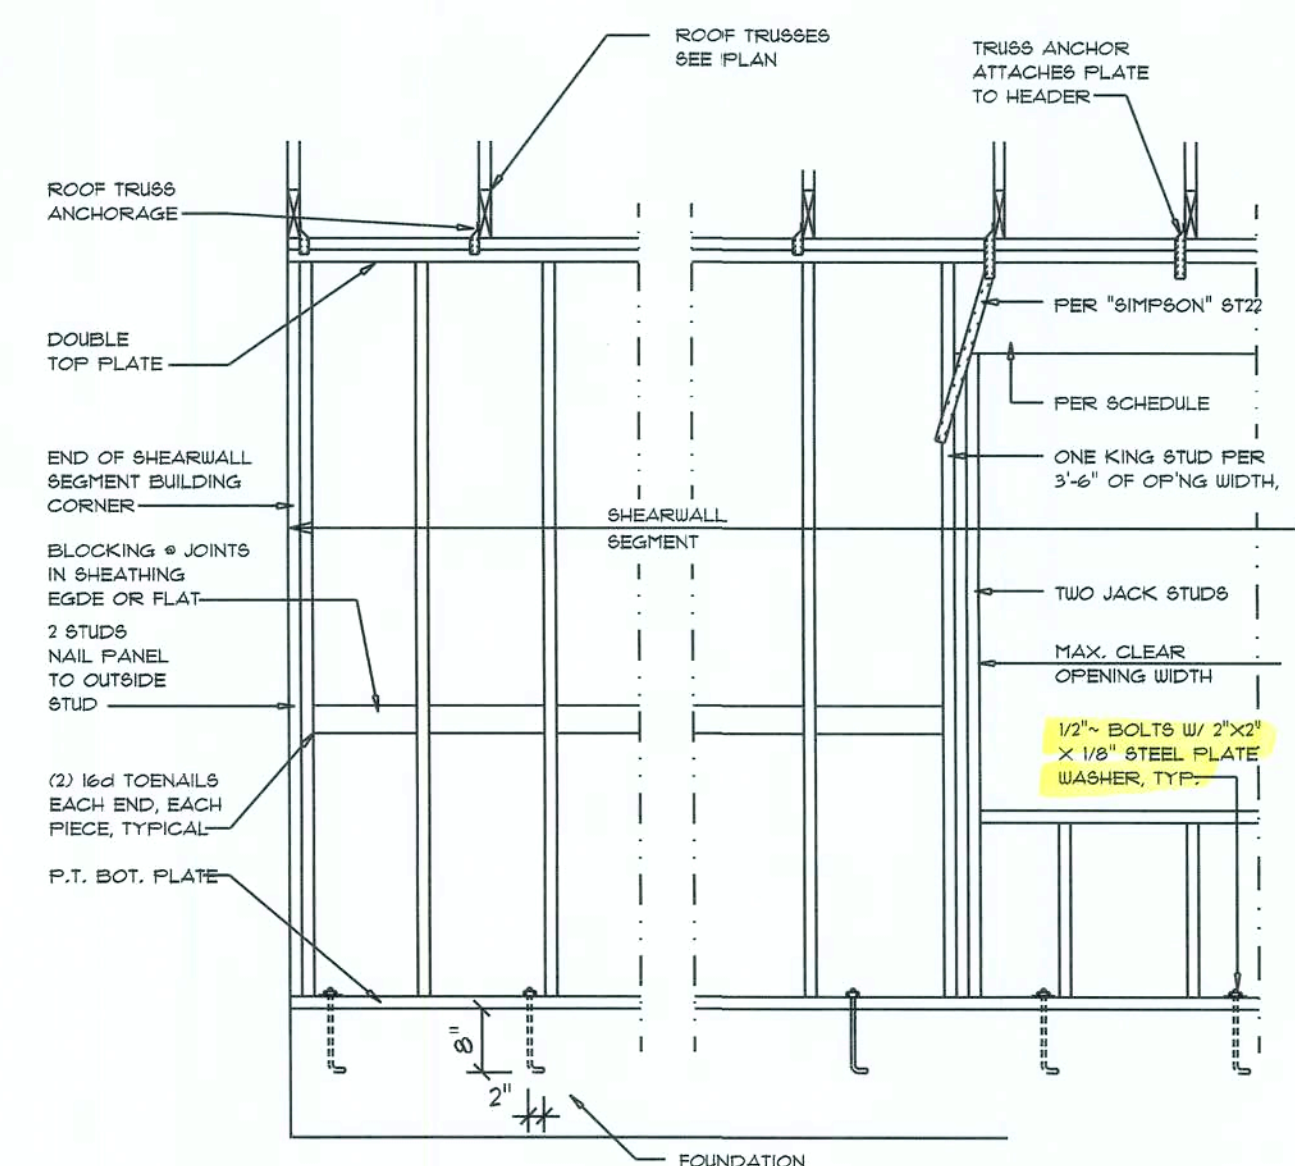 ROOF TRUSSES
SEE PLAN
TRUSS ANCHOR
ATTACHES PLATE
TO HEADER
ROOF TRUSS
ANCHORAGE
PER "SIMPSON" ST22
DOUBLE
TOP PLATE
PER SCHEDULE
END OF SHEARWALL
SEGMENT BUILDING
CORNER
ONE KING STUD PER
3'-6" OF OP'NG WIDTH,
SHEARWALL
SEGMENT
BLOCKING @ JOINTS
IN SHEATHING
EGDE OR FLAT
TWO JACK STUDS
2 STUDS
NAIL PANEL
TO OUTSIDE
STUD
MAX. CLEAR
OPENING WIDTH
1/2"~ BOLTS W/ 2"X2"
X 1/8" STEEL PLATE
WASHER, TYP.
(2) 16d TOENAILS
EACH END, EACH
PIECE, TYPICAL
P.T. BOT. PLATE
8"
2"
FOUNDATION